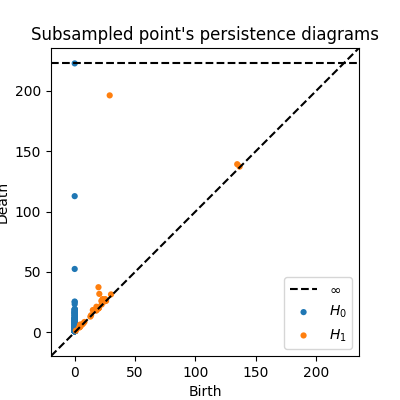 Subsampled point's persistence diagrams
Death
200
150
100
50
0
0 50 100 150 200
Birth
∞
H₀
H₁